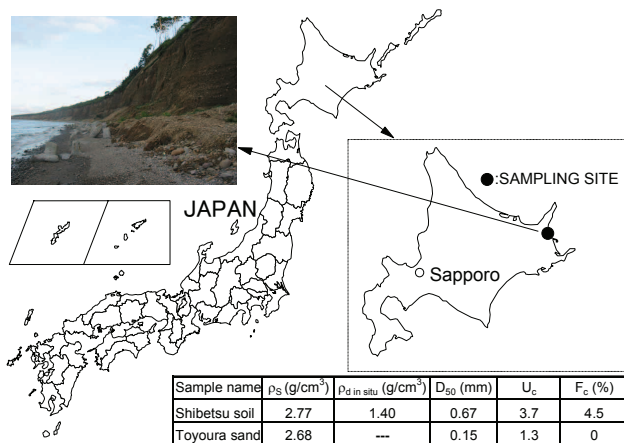 ●:SAMPLING SITE
JAPAN
Sapporo
Sample name ρS (g/cm³) ρd in situ (g/cm³) D50 (mm) Uc Fc (%)
Shibetsu soil 2.77 1.40 0.67 3.7 4.5
Toyoura sand 2.68 --- 0.15 1.3 0